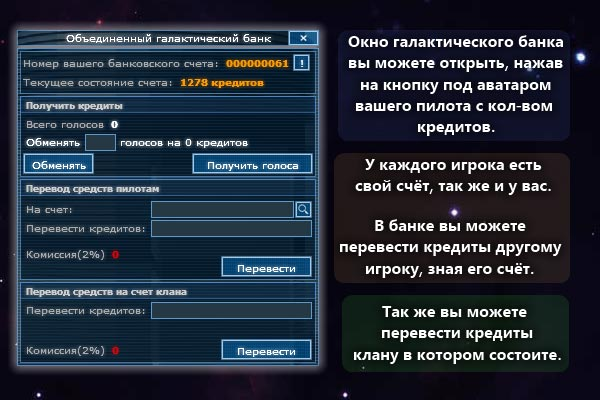 Объединенный галактический банк
Номер вашего банковского счета: 000000061 !
Текущее состояние счета: 1278 кредитов
Получить кредиты
Всего голосов 0
Обменять голосов на 0 кредитов
Обменять Получить голоса
Перевод средств пилотам
На счет:
Перевести кредитов:
Комиссия(2%) 0
Перевести
Перевод средств на счет клана
Перевести кредитов:
Комиссия(2%) 0
Перевести
Окно галактического банка
вы можете открыть, нажав
на кнопку под аватаром
вашего пилота с кол-вом
кредитов.
У каждого игрока есть
свой счёт, так же и у вас.
В банке вы можете
перевести кредиты другому
игроку, зная его счёт.
Так же вы можете
перевести кредиты
клану в котором состоите.